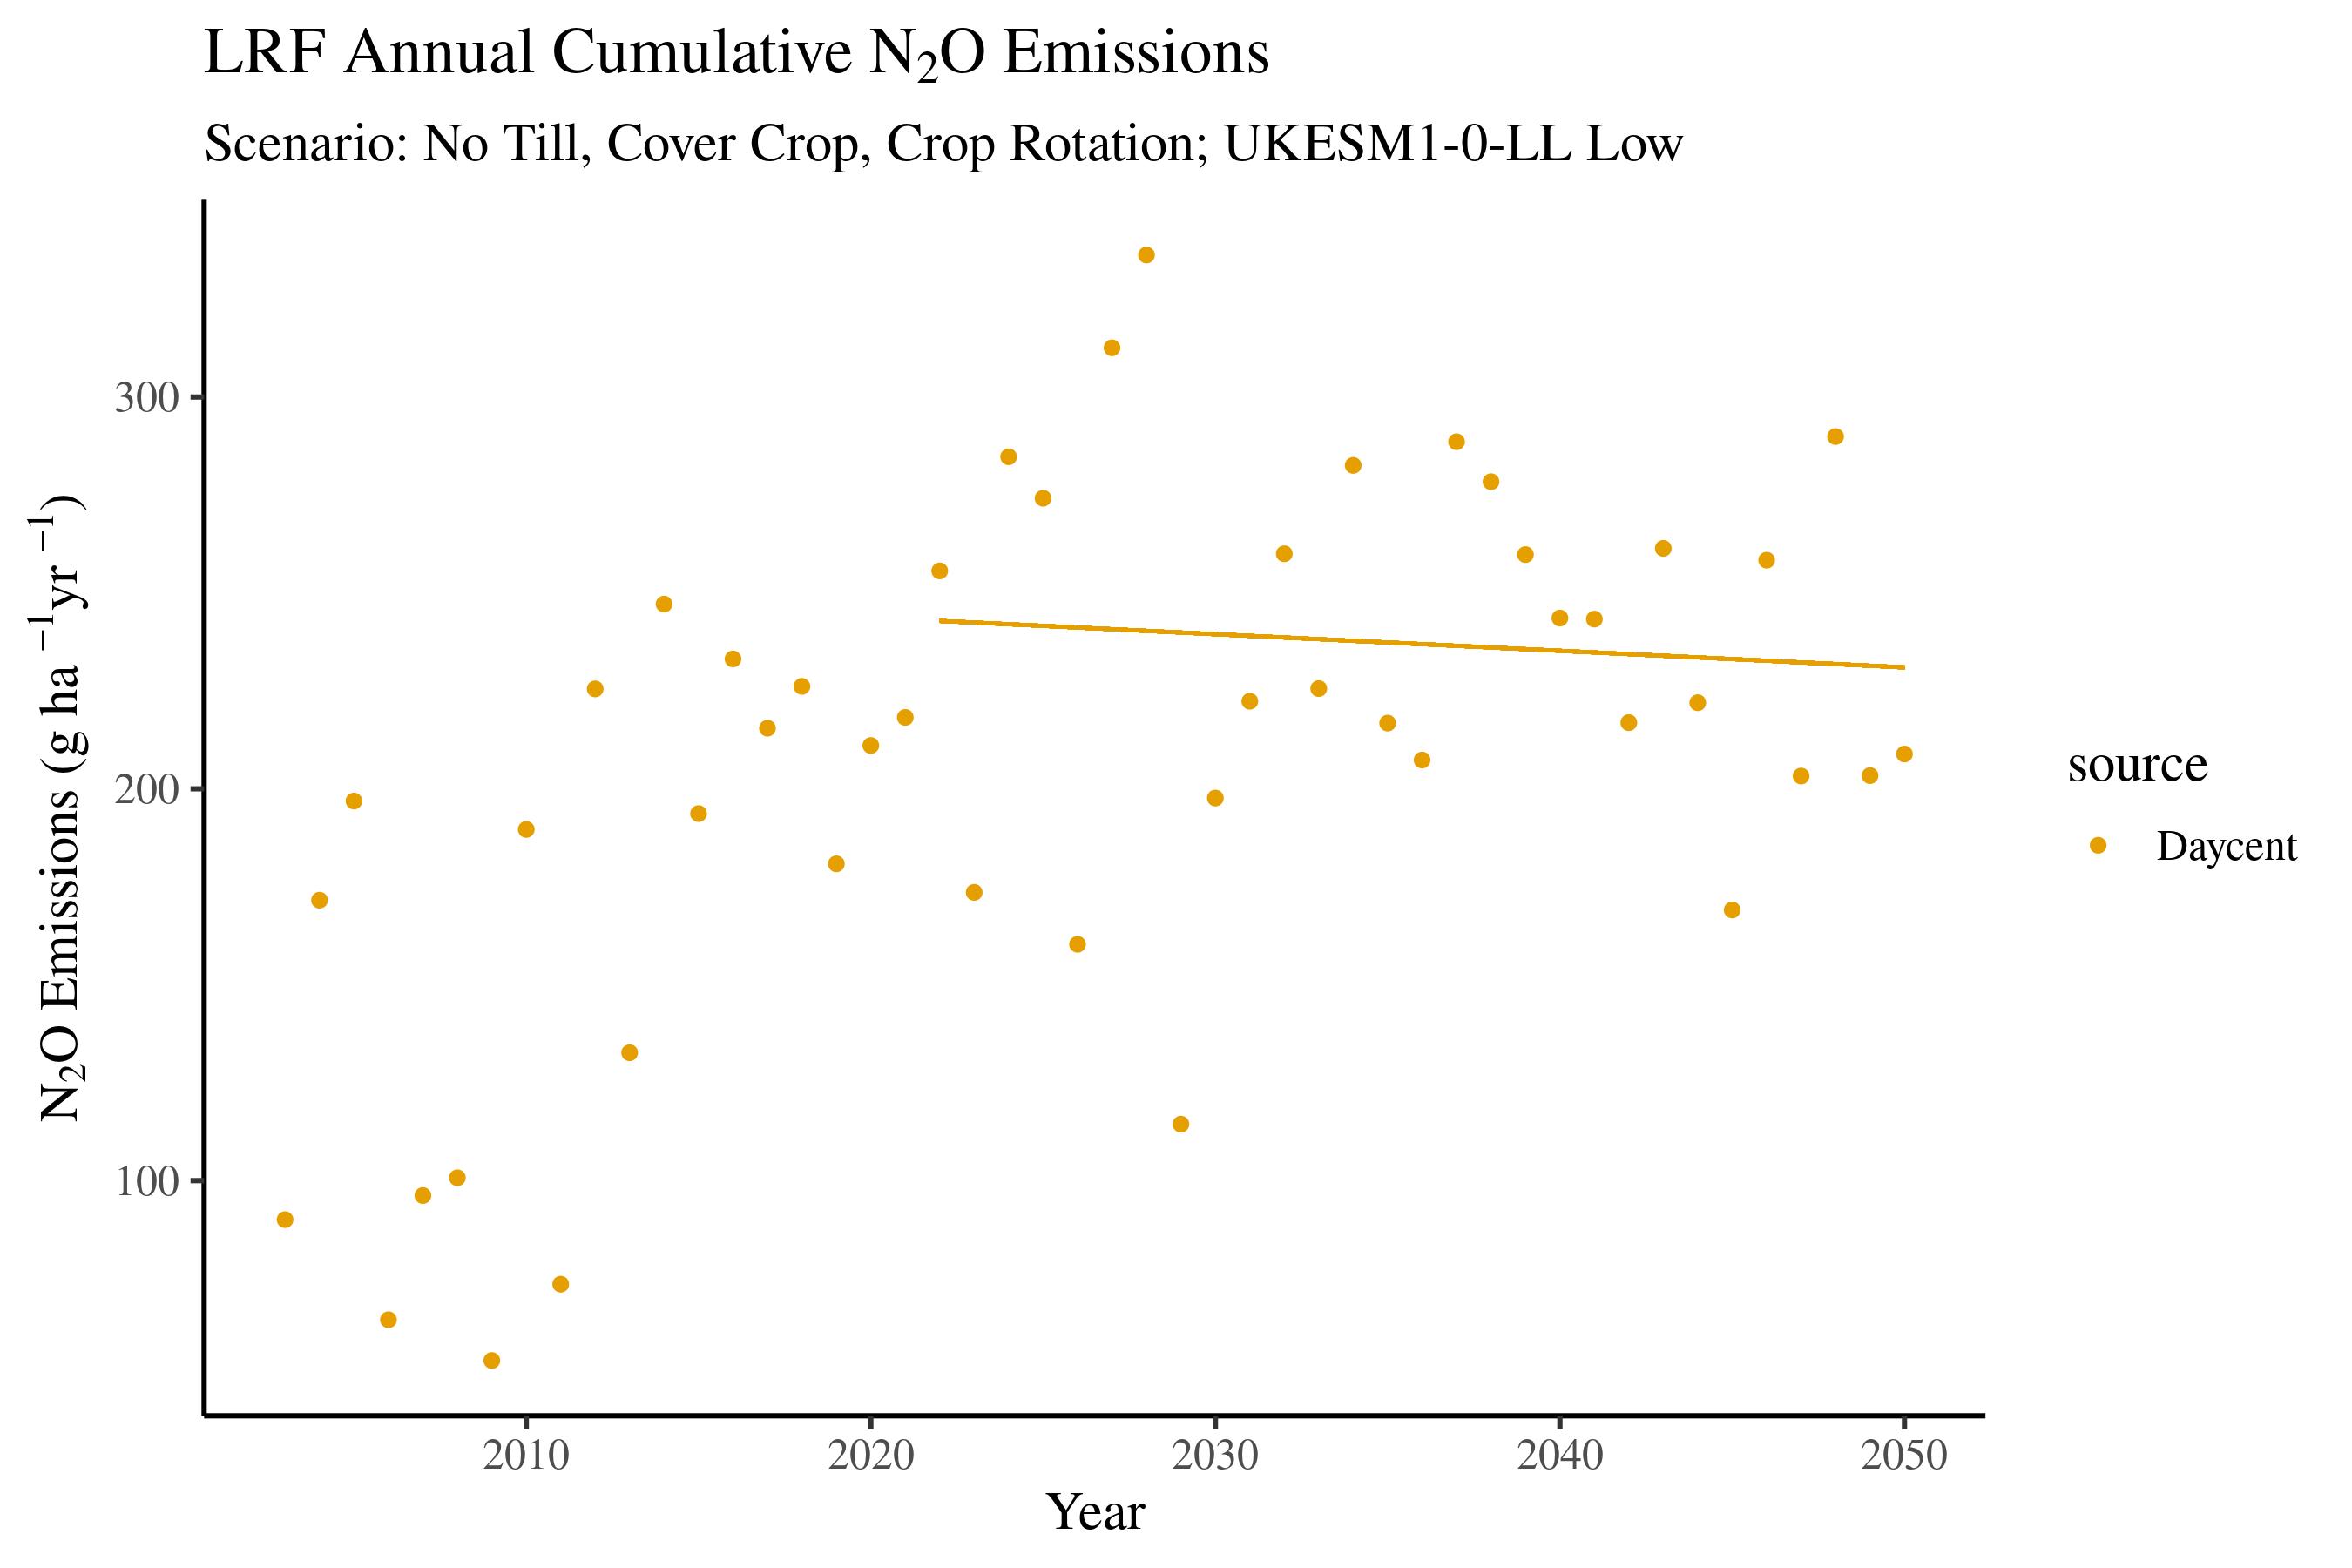 LRF Annual Cumulative N₂O Emissions
Scenario: No Till, Cover Crop, Crop Rotation; UKESM1-0-LL Low
N₂O Emissions (g ha ⁻¹yr ⁻¹)
300
200
100
2010 2020 2030 2040 2050
Year
source
Daycent